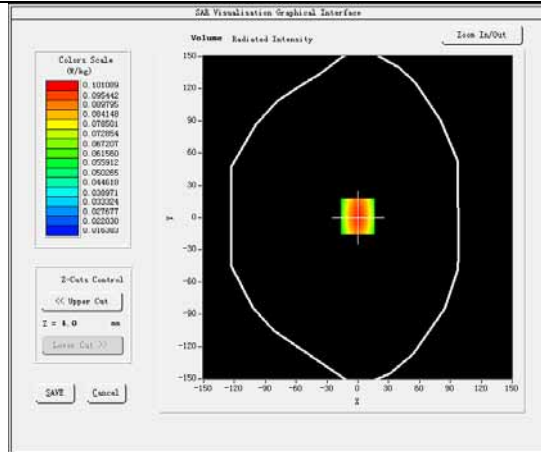 SAR Visualisation Graphical Interface
Volume Radiated Intensity
Zoom In/Out
Colors Scale
(W/kg)
0.101089
0.095442
0.089795
0.084148
0.078501
0.072854
0.067207
0.061560
0.055912
0.050265
0.044618
0.038971
0.033324
0.027677
0.022030
0.016383
150
120
90
60
30
0
-30
-60
-90
-120
-150
Y
-150 -120 -90 -60 -30 0 30 60 90 120 150
Z-Cuts Control
<< Upper Cut
Z = 4.0 mm
Lower Cut >>
SAVE Cancel